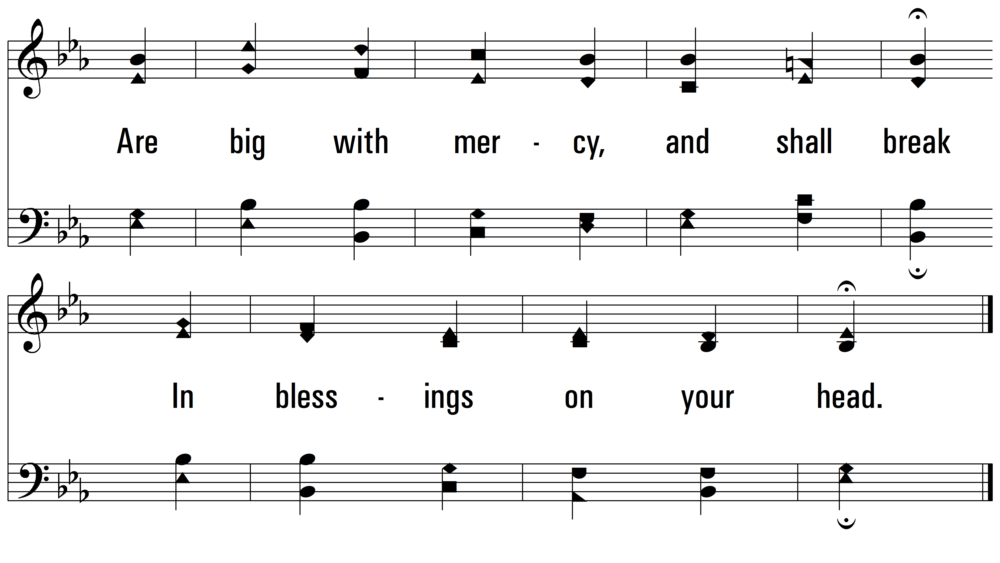 Are big with mer - cy, and shall break
In bless - ings on your head.